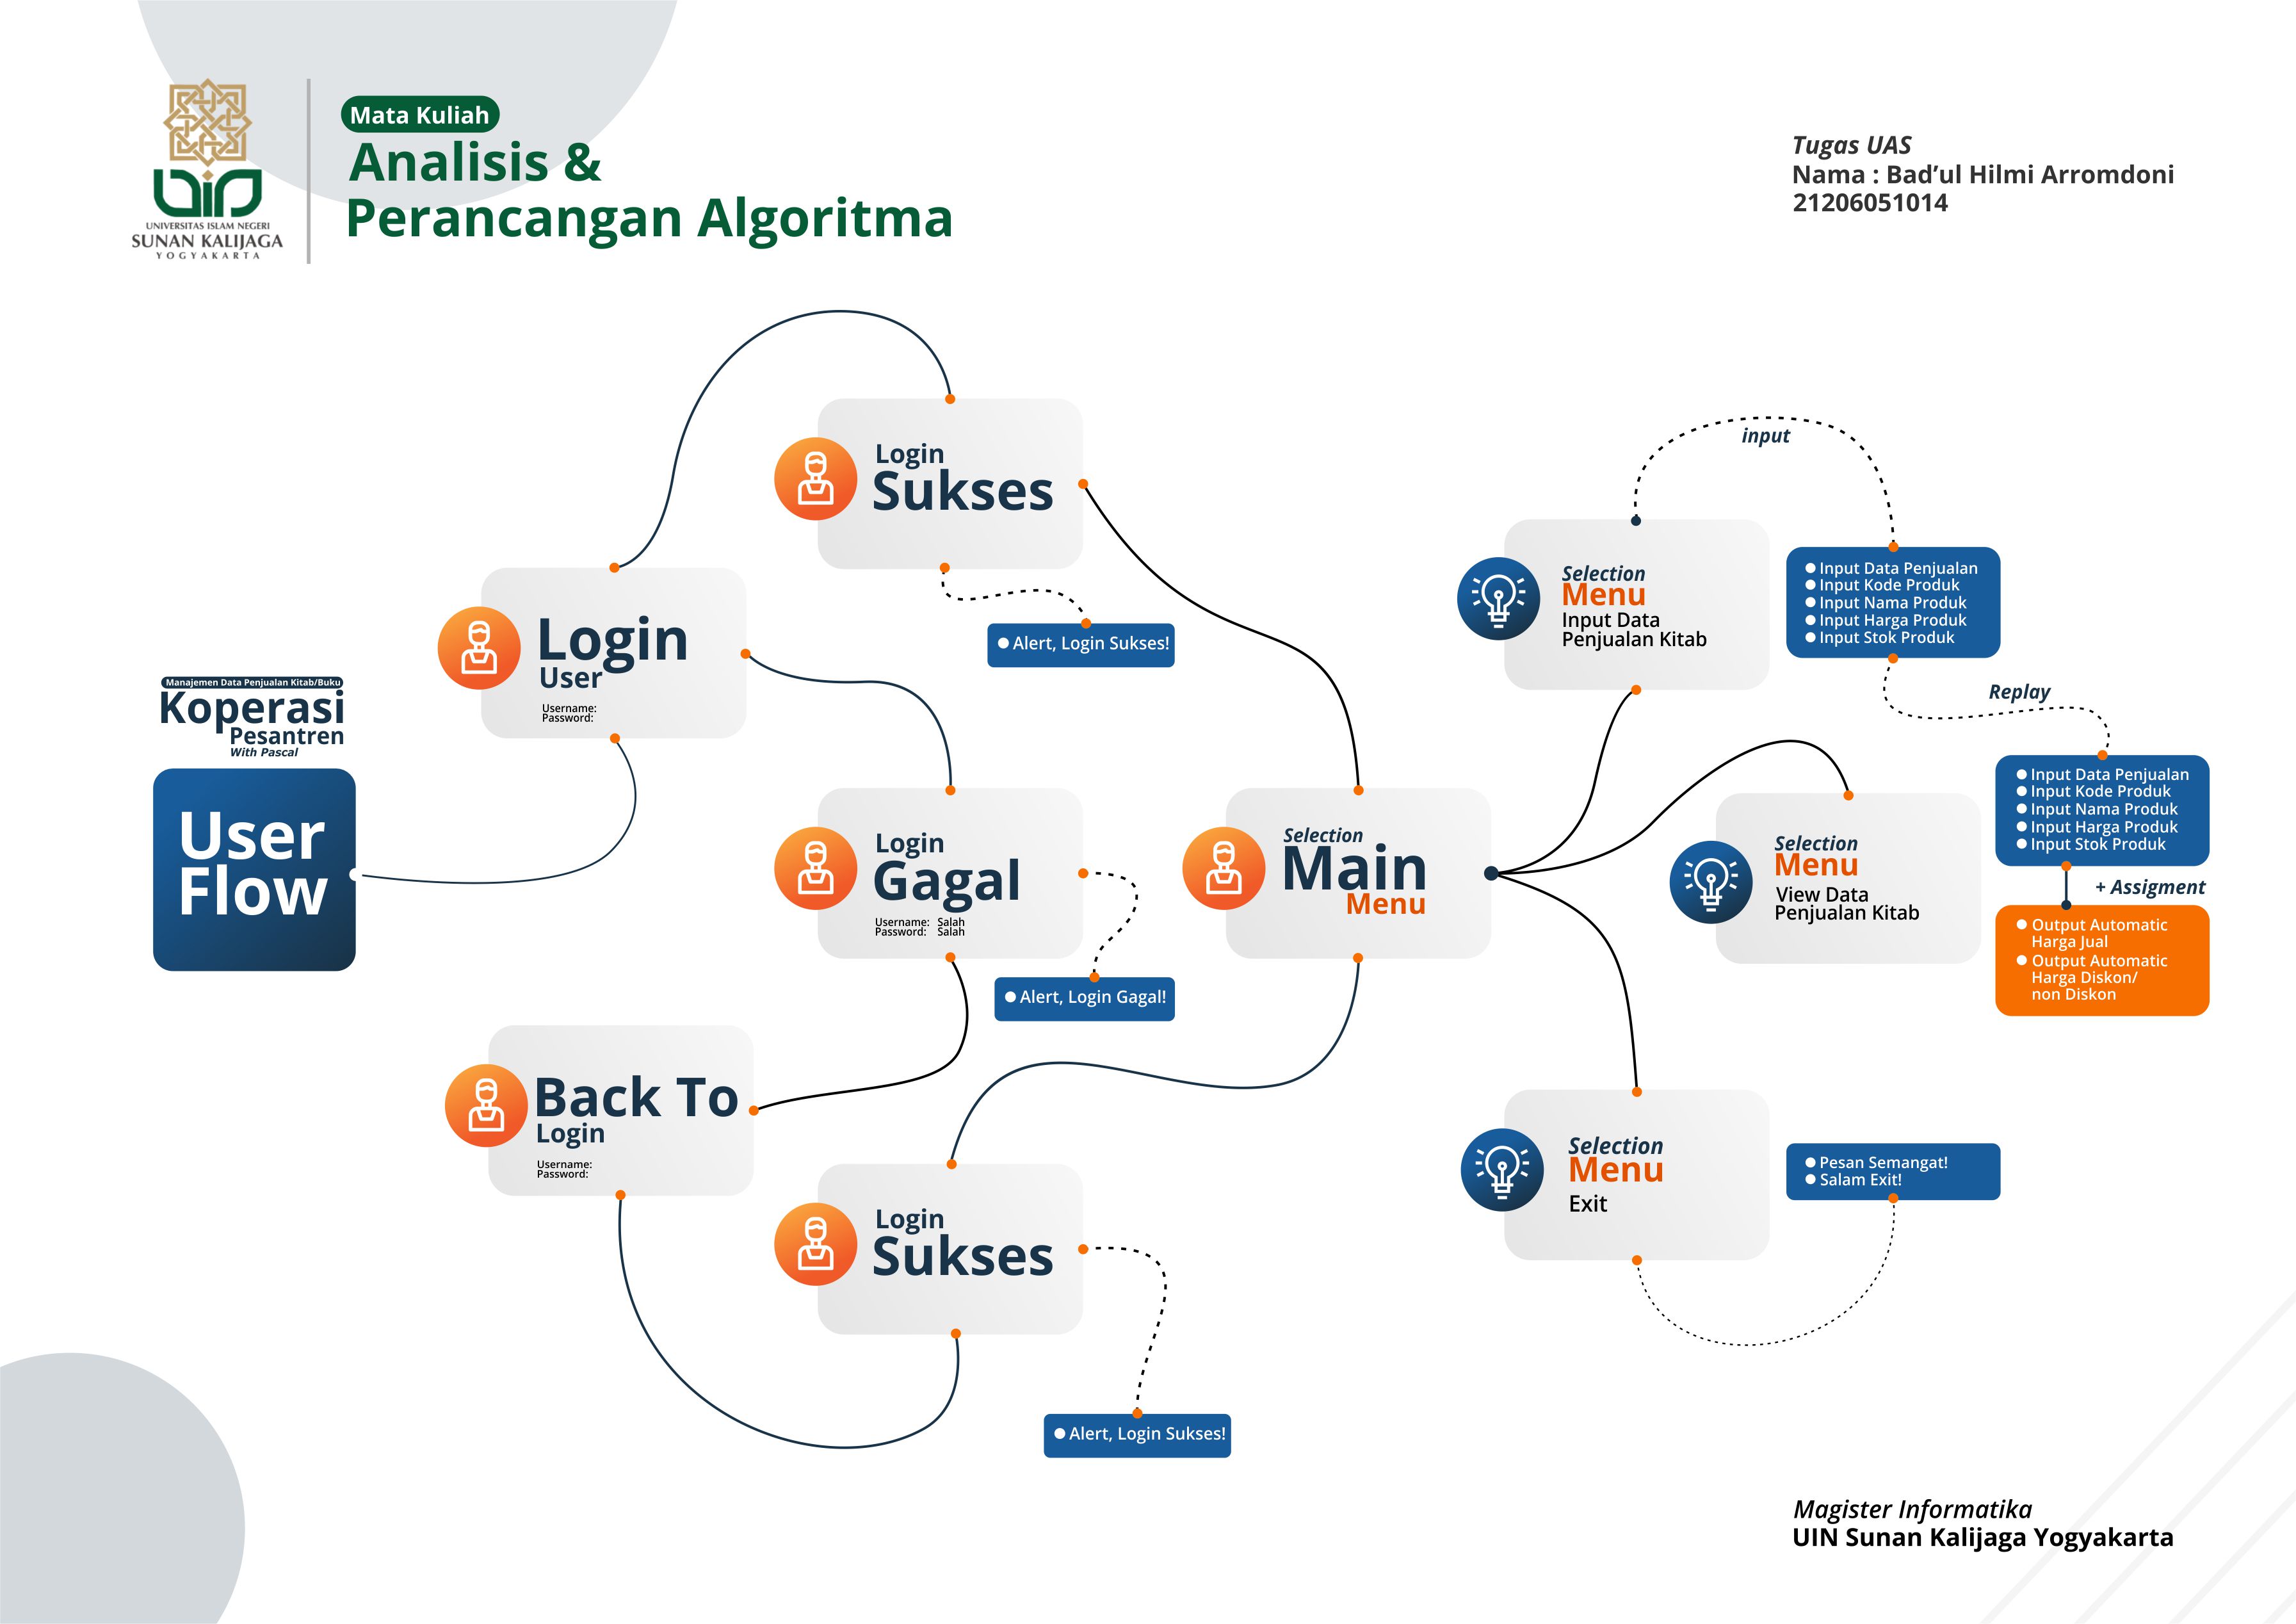 Mata Kuliah
Analisis &
Perancangan Algoritma
UNIVERSITAS ISLAM NEGERI
SUNAN KALIJAGA
YOGYAKARTA
Tugas UAS
Nama : Bad’ul Hilmi Arromdoni
21206051014
Manajemen Data Penjualan Kitab/Buku
Koperasi
Pesantren
With Pascal
User
Flow
Login
User
Username:
Password:
Login
Sukses
Alert, Login Sukses!
Login
Gagal
Username: Salah
Password: Salah
Alert, Login Gagal!
Back To
Login
Username:
Password:
Login
Sukses
Alert, Login Sukses!
Selection
Main
Menu
Selection
Menu
Input Data
Penjualan Kitab
input
Input Data Penjualan
Input Kode Produk
Input Nama Produk
Input Harga Produk
Input Stok Produk
Replay
Input Data Penjualan
Input Kode Produk
Input Nama Produk
Input Harga Produk
Input Stok Produk
+ Assigment
Output Automatic
Harga Jual
Output Automatic
Harga Diskon/
non Diskon
Selection
Menu
View Data
Penjualan Kitab
Selection
Menu
Exit
Pesan Semangat!
Salam Exit!
Magister Informatika
UIN Sunan Kalijaga Yogyakarta